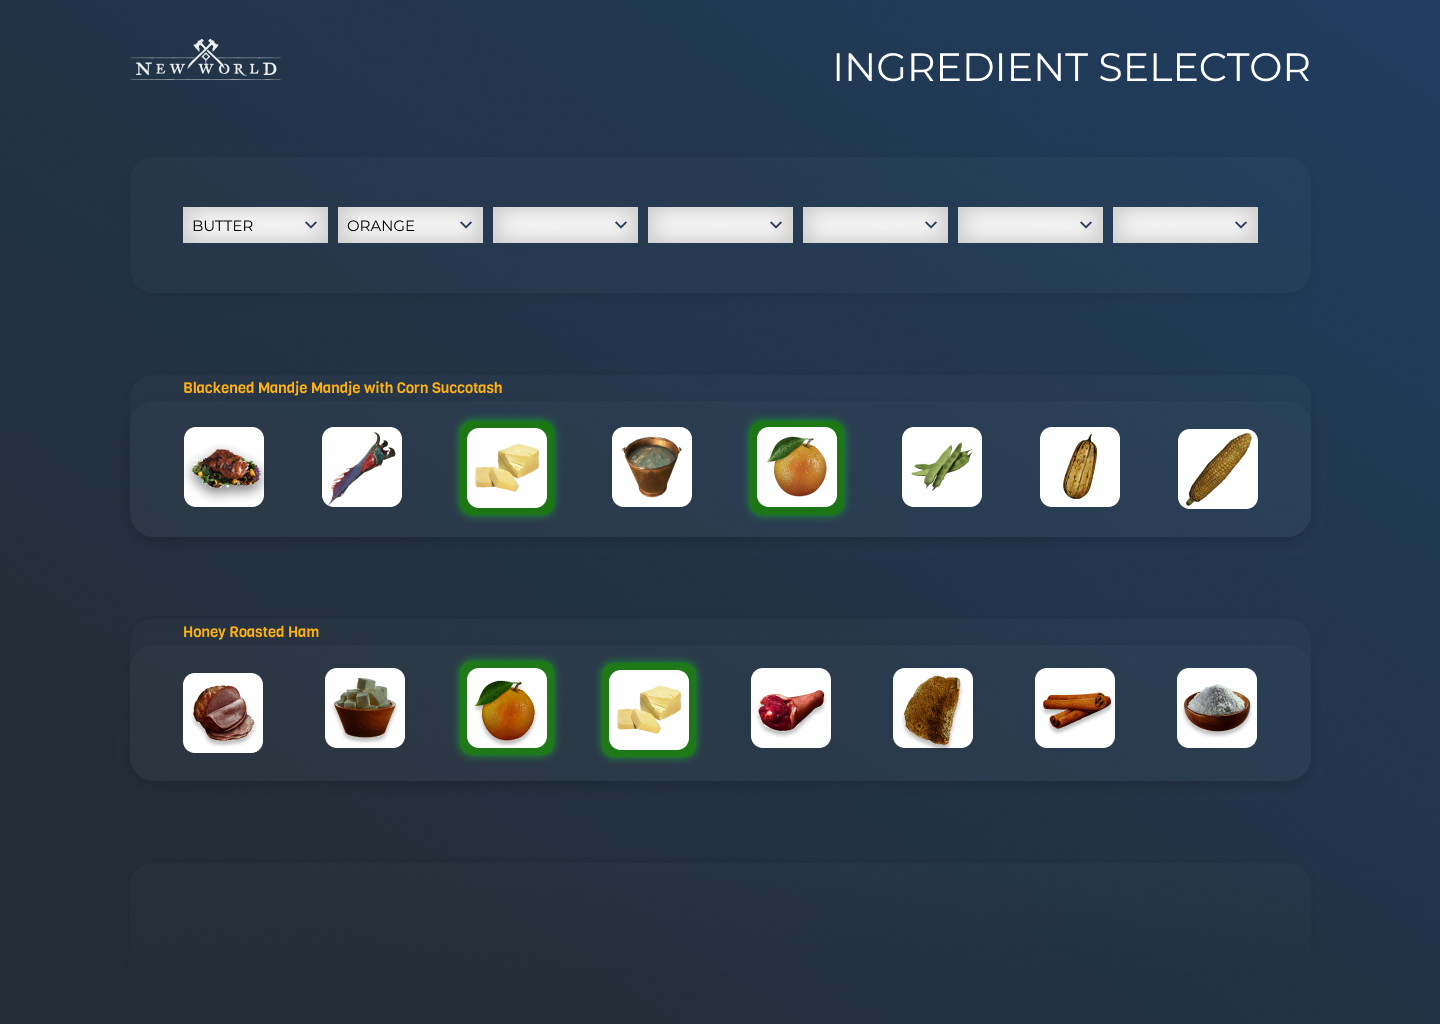 NEW WORLD
INGREDIENT SELECTOR
BUTTER
ORANGE
Blackened Mandje Mandje with Corn Succotash
Honey Roasted Ham